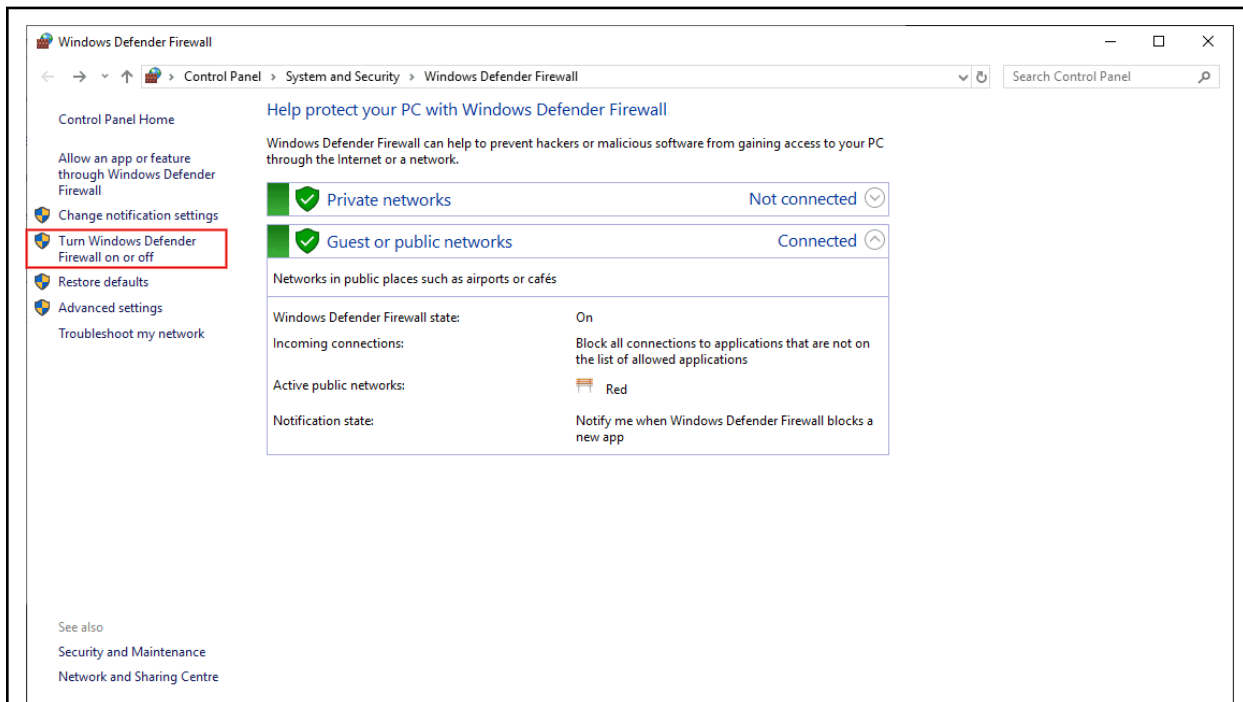 Windows Defender Firewall
Control Panel > System and Security > Windows Defender Firewall
Search Control Panel
Control Panel Home
Allow an app or feature
through Windows Defender
Firewall
Change notification settings
Turn Windows Defender
Firewall on or off
Restore defaults
Advanced settings
Troubleshoot my network
See also
Security and Maintenance
Network and Sharing Centre
Help protect your PC with Windows Defender Firewall
Windows Defender Firewall can help to prevent hackers or malicious software from gaining access to your PC
through the Internet or a network.
Private networks Not connected
Guest or public networks Connected
Networks in public places such as airports or cafés
Windows Defender Firewall state: On
Incoming connections: Block all connections to applications that are not on
the list of allowed applications
Active public networks: Red
Notification state: Notify me when Windows Defender Firewall blocks a
new app